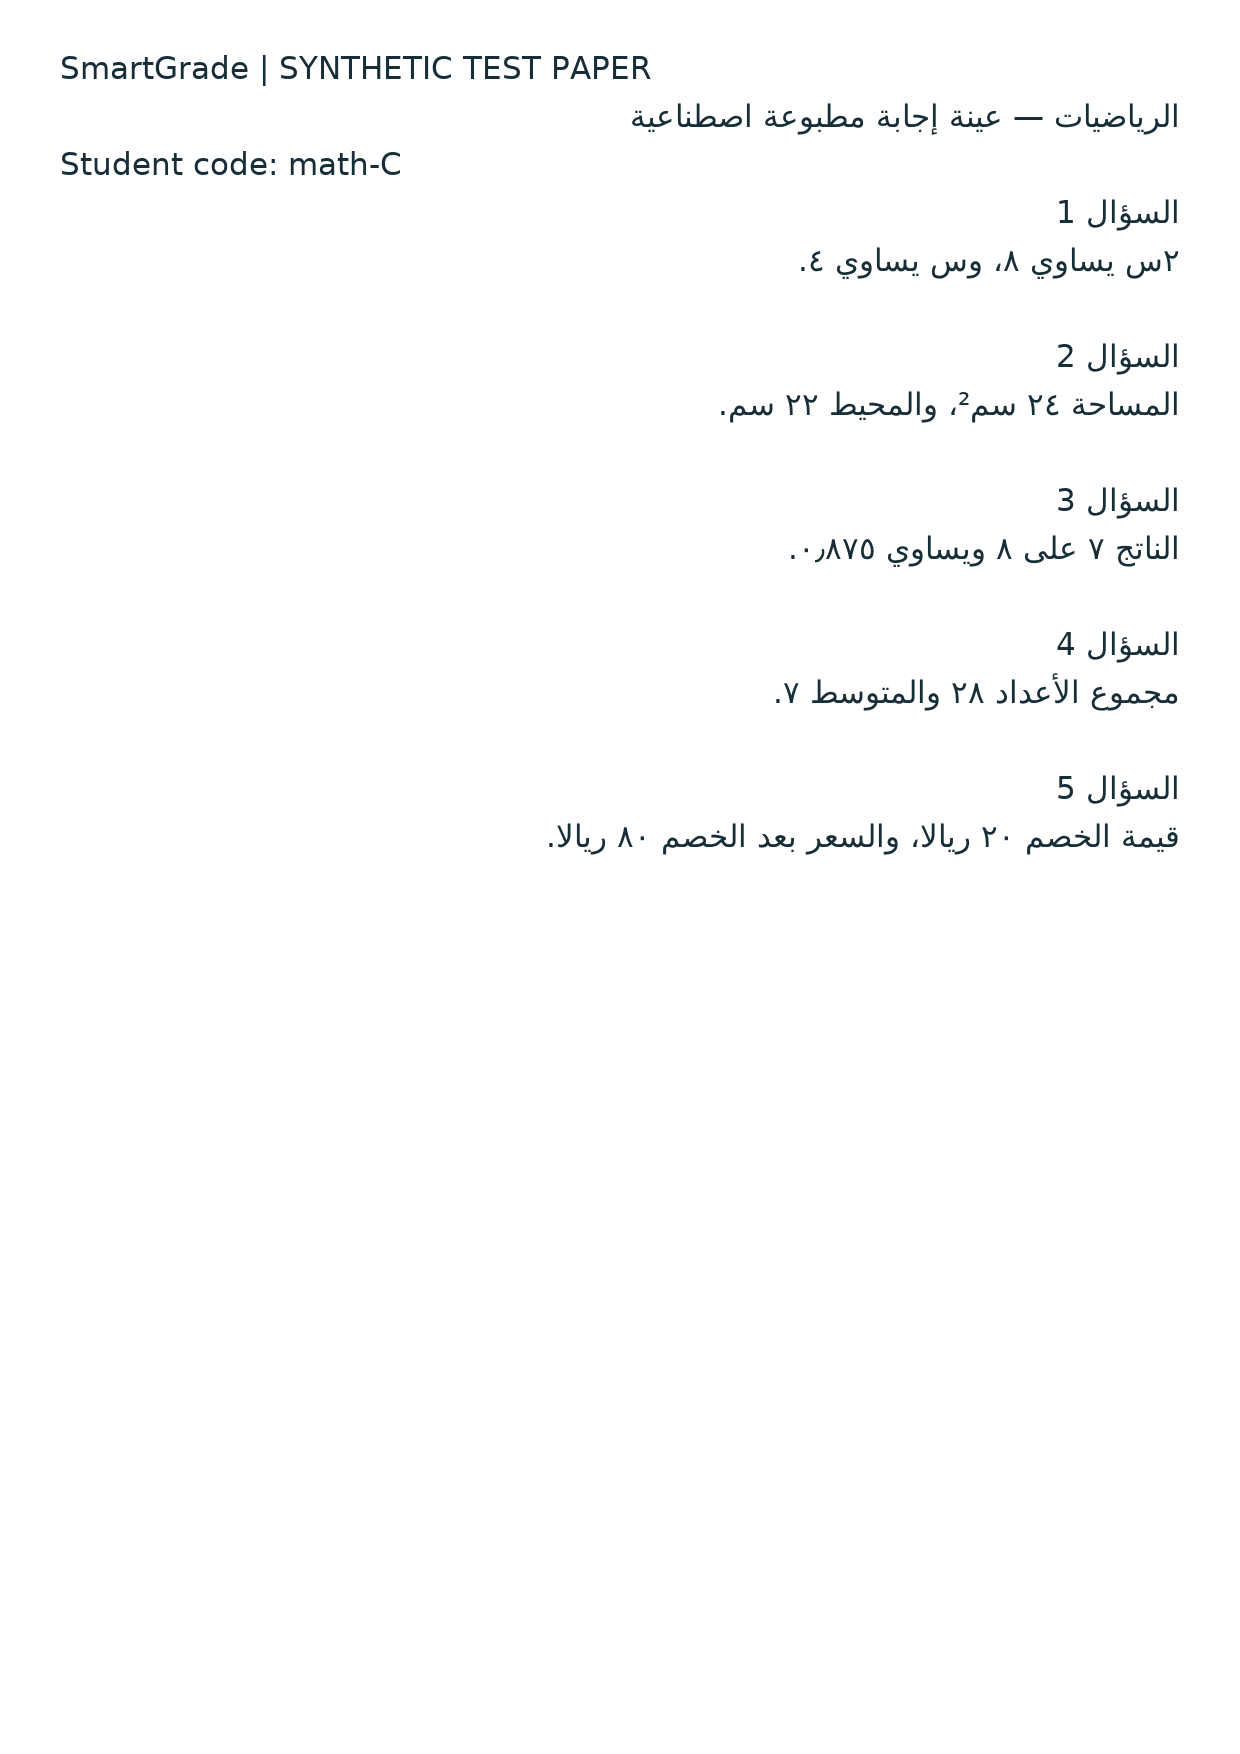 SmartGrade | SYNTHETIC TEST PAPER
الرياضيات — عينة إجابة مطبوعة اصطناعية
Student code: math-C
السؤال 1
٢س يساوي ٨، وس يساوي ٤.
السؤال 2
المساحة ٢٤ سم²، والمحيط ٢٢ سم.
السؤال 3
الناتج ٧ على ٨ ويساوي ٠٫٨٧٥.
السؤال 4
مجموع الأعداد ٢٨ والمتوسط ٧.
السؤال 5
قيمة الخصم ٢٠ ريالا، والسعر بعد الخصم ٨٠ ريالا.